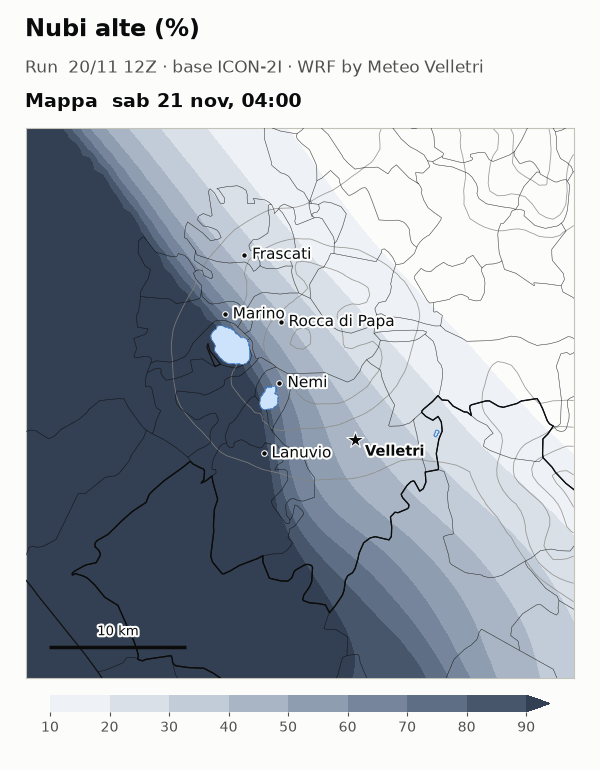 Nubi alte (%)
Run 20/11 12Z · base ICON-2I · WRF by Meteo Velletri
Mappa sab 21 nov, 04:00
Frascati
Marino
Rocca di Papa
Nemi
Velletri
Lanuvio
10 km
10 20 30 40 50 60 70 80 90